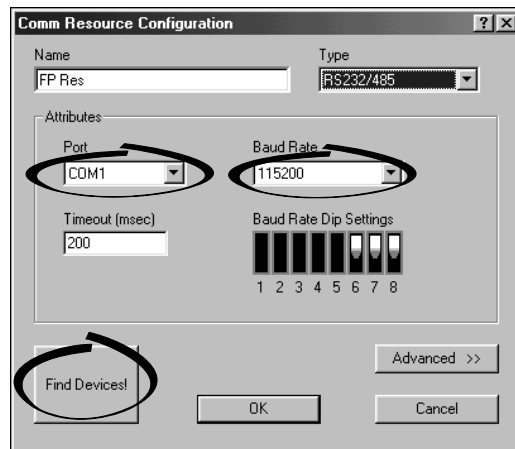 Comm Resource Configuration
Name
Type
FP Res
RS232/485
Attributes
Port
Baud Rate
COM1
115200
Timeout (msec)
Baud Rate Dip Settings
200
1 2 3 4 5 6 7 8
Find Devices!
Advanced >>
OK
Cancel